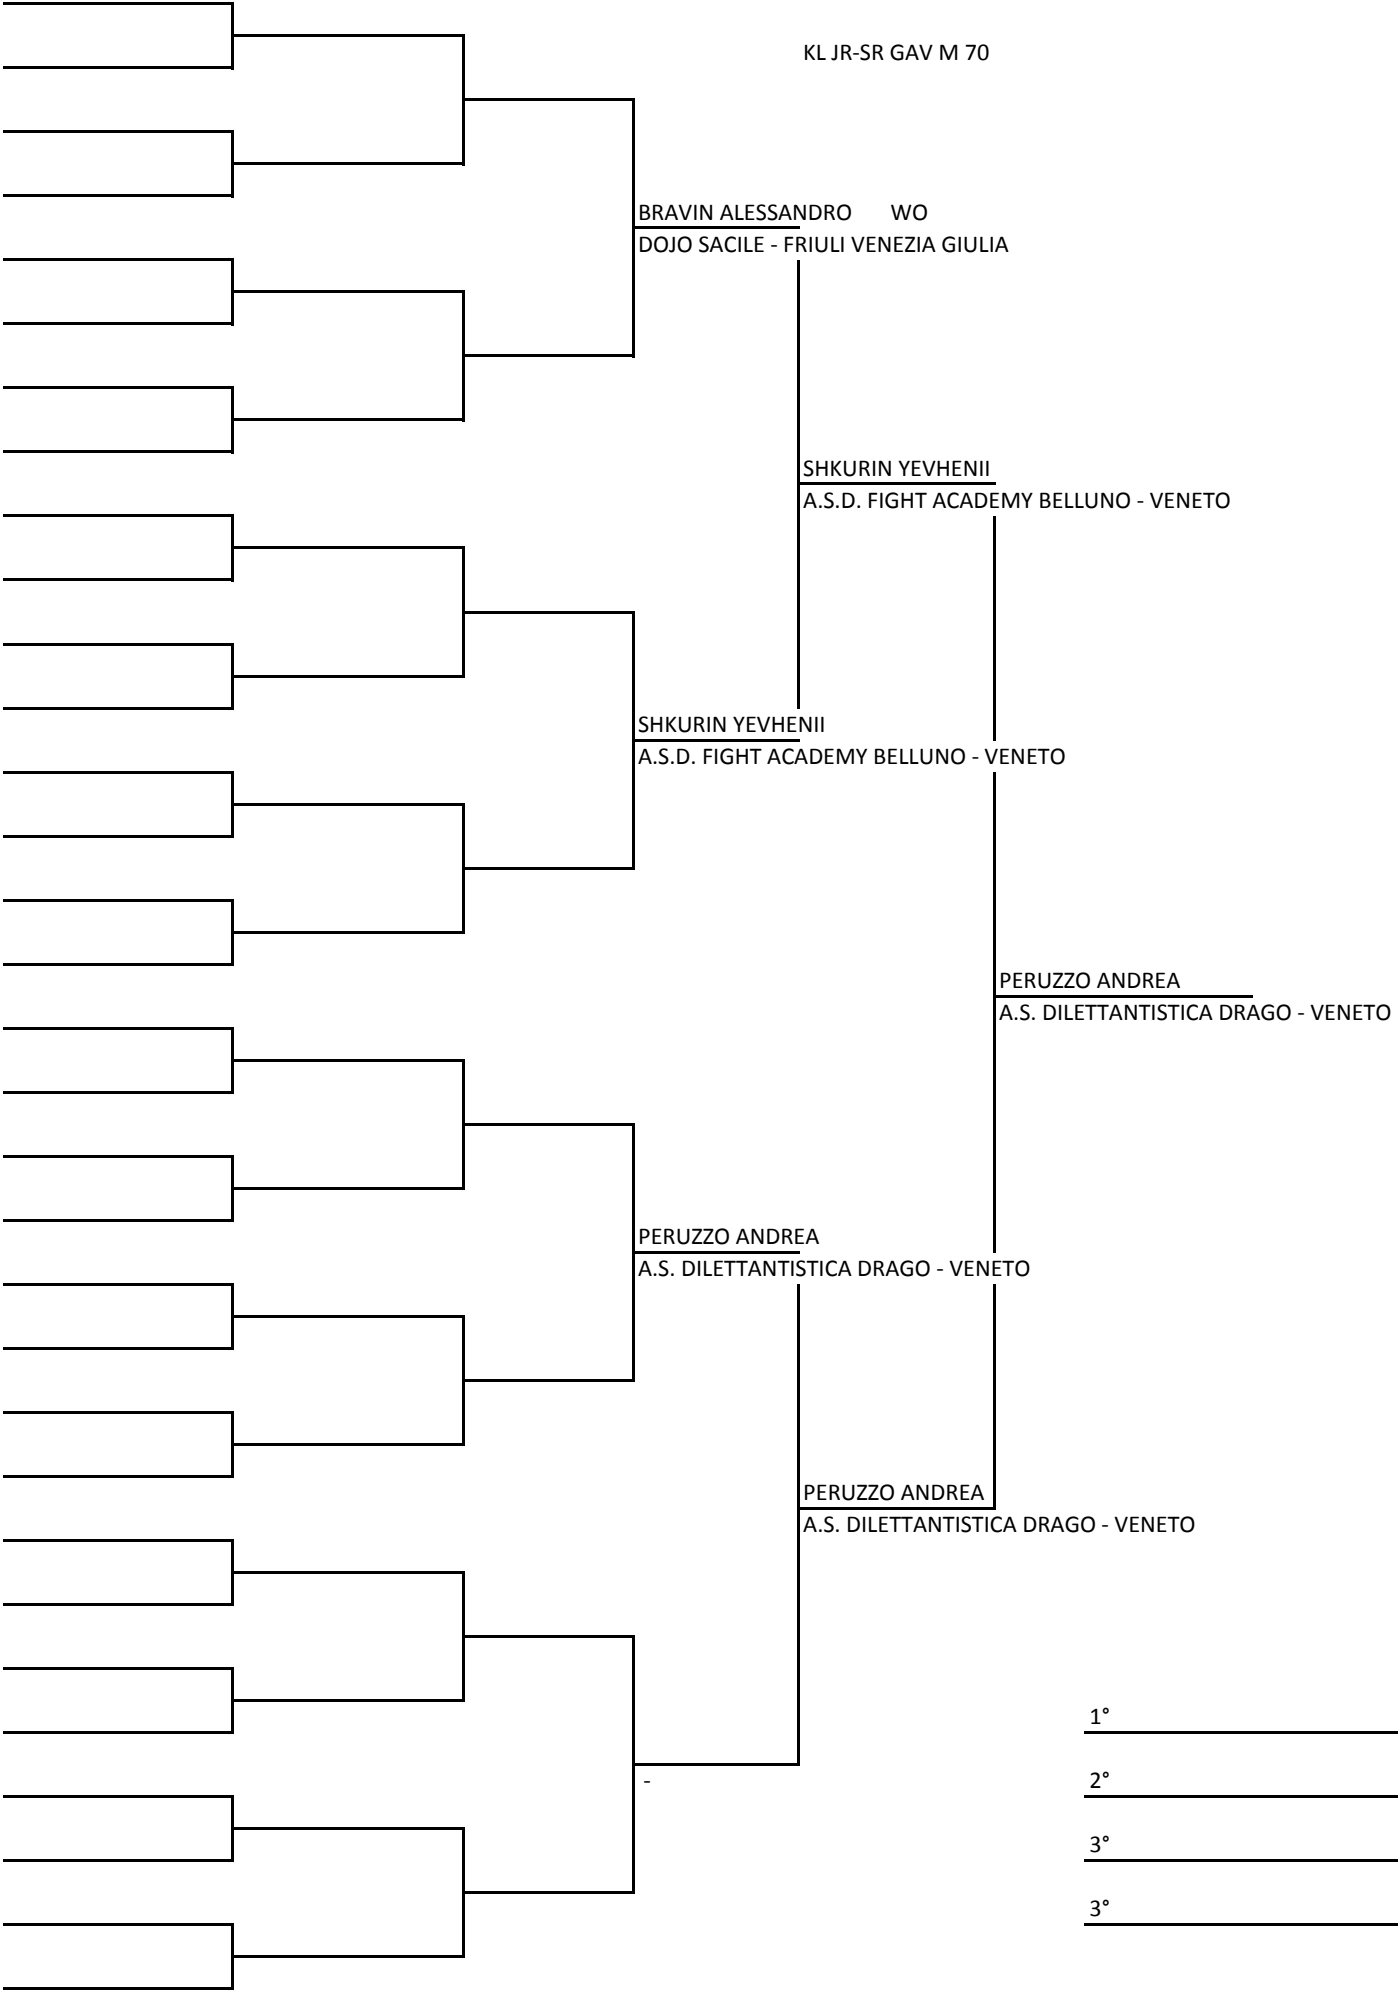 KL JR-SR GAV M 70
BRAVIN ALESSANDRO WO
DOJO SACILE - FRIULI VENEZIA GIULIA
SHKURIN YEVHENII
A.S.D. FIGHT ACADEMY BELLUNO - VENETO
SHKURIN YEVHENII
A.S.D. FIGHT ACADEMY BELLUNO - VENETO
PERUZZO ANDREA
A.S. DILETTANTISTICA DRAGO - VENETO
PERUZZO ANDREA
A.S. DILETTANTISTICA DRAGO - VENETO
PERUZZO ANDREA
A.S. DILETTANTISTICA DRAGO - VENETO
1°
-
2°
3°
3°